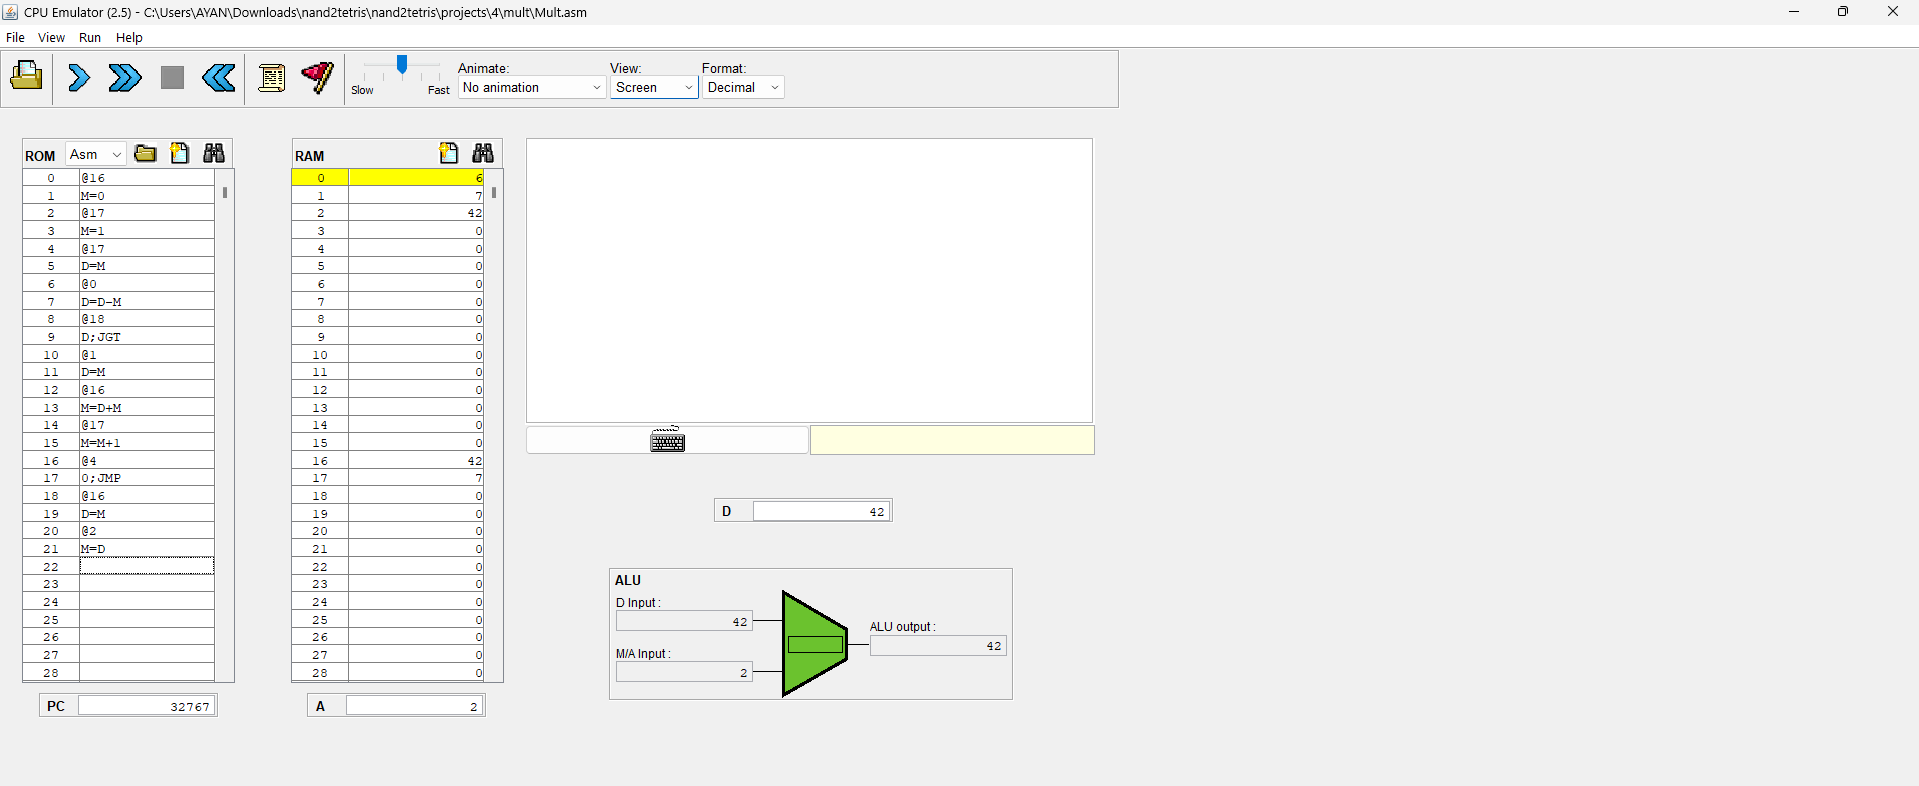 CPU Emulator (2.5) - C:\Users\AYAN\Downloads\nand2tetris\nand2tetris\projects\4\mult\Mult.asm
File View Run Help
Slow Fast
Animate: View: Format:
No animation Screen Decimal
ROM Asm
0 @16
1 M=0
2 @17
3 M=1
4 @17
5 D=M
6 @0
7 D=D-M
8 @18
9 D;JGT
10 @1
11 D=M
12 @16
13 M=D+M
14 @17
15 M=M+1
16 @4
17 0;JMP
18 @16
19 D=M
20 @2
21 M=D
22
23
24
25
26
27
28
PC 32767
RAM
0 6
1 7
2 42
3 0
4 0
5 0
6 0
7 0
8 0
9 0
10 0
11 0
12 0
13 0
14 0
15 0
16 42
17 7
18 0
19 0
20 0
21 0
22 0
23 0
24 0
25 0
26 0
27 0
28 0
A 2
D 42
ALU
D Input :
42
M/A Input :
2
ALU output :
42